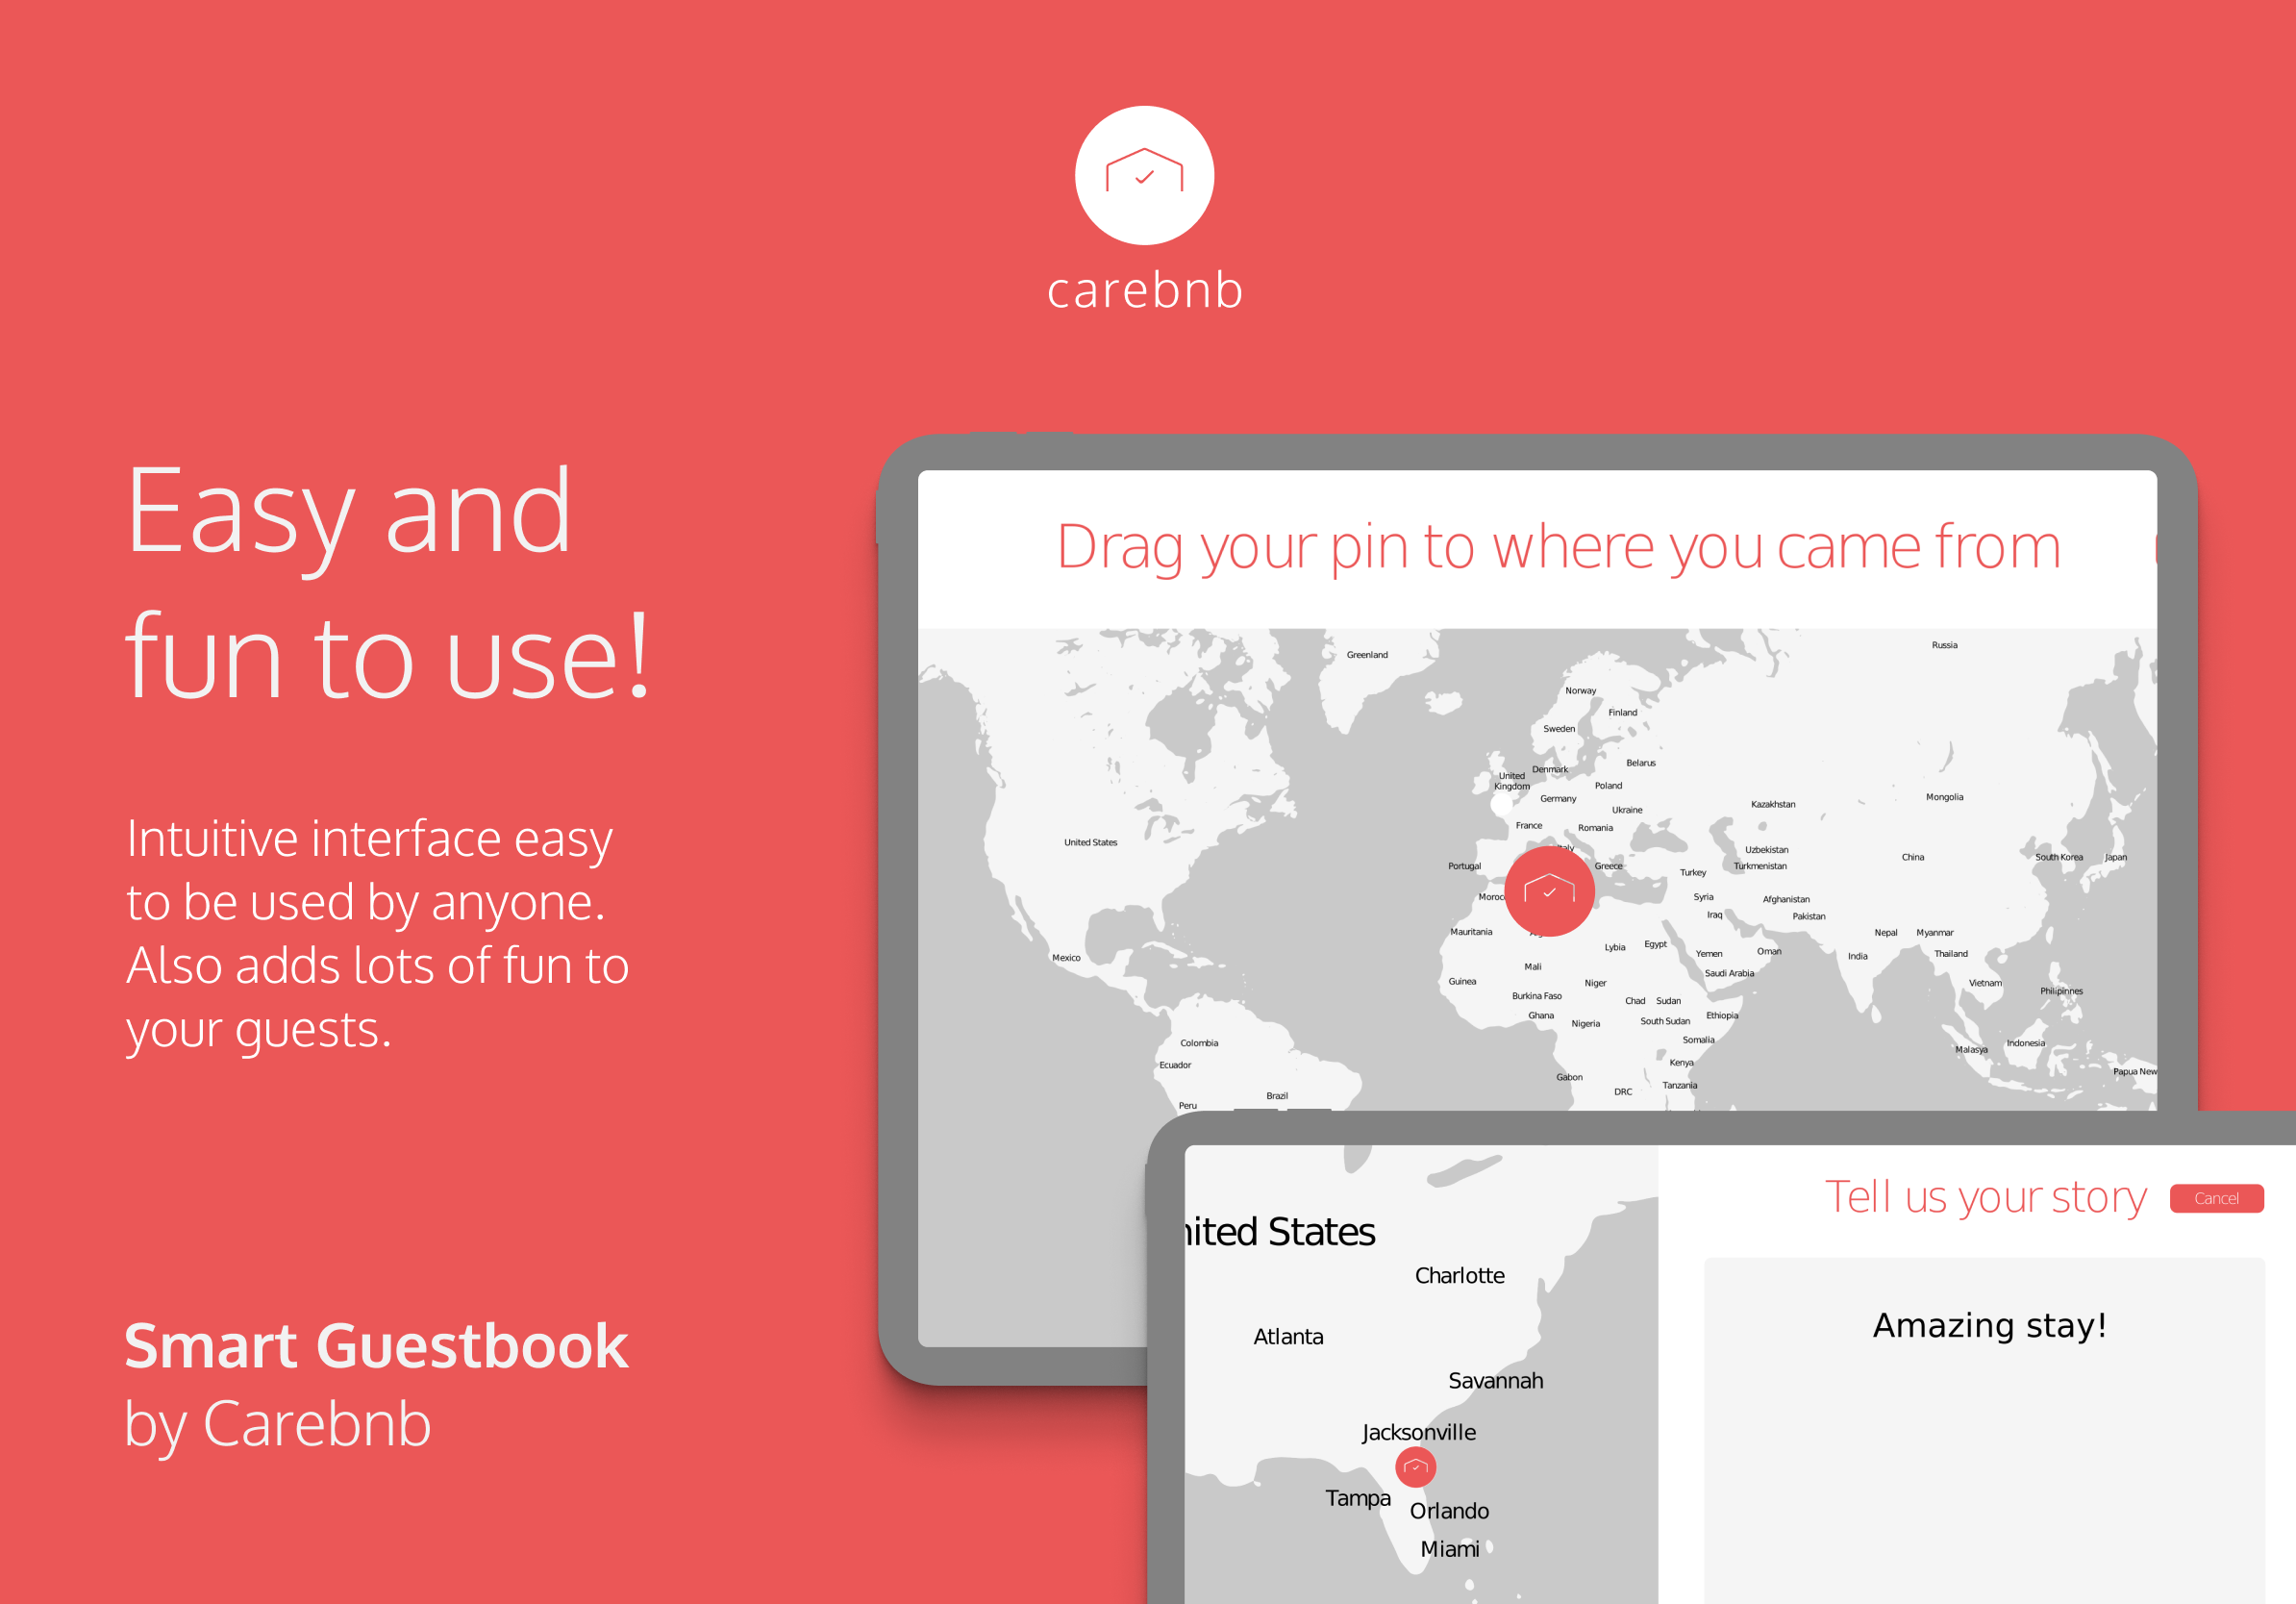 carebnb
Easy and
fun to use!
Intuitive interface easy
to be used by anyone.
Also adds lots of fun to
your guests.
Smart Guestbook
by Carebnb
Drag your pin to where you came from
Greenland
Russia
Norway
Finland
Sweden
Belarus
Denmark
United
Kingdom
Poland
Germany
Mongolia
Kazakhstan
Ukraine
France
Romania
United States
Italy
Uzbekistan
China
South Korea
Japan
Portugal
Greece
Turkmenistan
Turkey
Moroc
Syria
Afghanistan
Iraq
Pakistan
Mauritania
Nepal
Myanmar
Lybia
Egypt
Yemen
Oman
India
Thailand
Mexico
Mali
Saudi Arabia
Guinea
Niger
Vietnam
Philipinnes
Burkina Faso
Chad
Sudan
Ghana
Nigeria
South Sudan
Ethiopia
Somalia
Colombia
Malasya
Indonesia
Ecuador
Kenya
Papua New
Gabon
Tanzania
DRC
Brazil
Peru
nited States
Charlotte
Atlanta
Savannah
Jacksonville
Tampa
Orlando
Miami
Tell us your story
Cancel
Amazing stay!